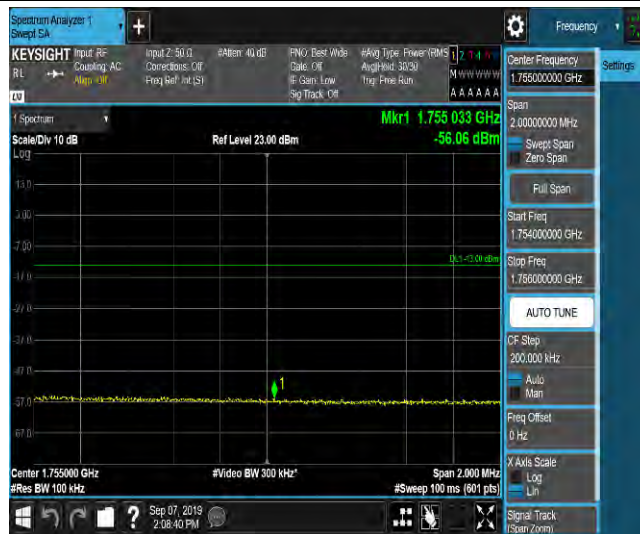 Spectrum Analyzer 1
Swept SA
Frequency
KEYSIGHT
RL
Input: RF
Coupling: AC
Align: Off
Input Z: 50 Ω
Corrections: Off
Freq Ref: Int (S)
#Atten: 40 dB
PNO: Best Wide
Gate: Off
IF Gain: Low
Sig Track: Off
#Avg Type: Power (RMS
Avg|Hold: 30/30
Trig: Free Run
M W W W W W
A A A A A A
1 Spectrum
Scale/Div 10 dB
Log
Ref Level 23.00 dBm
Mkr1 1.755 033 GHz
-56.06 dBm
13.0
3.00
-7.00
-17.0
-27.0
-37.0
-47.0
-57.0
-67.0
DL1 -13.00 dBm
1
Center 1.755000 GHz
#Video BW 300 kHz*
Span 2.000 MHz
#Res BW 100 kHz
#Sweep 100 ms (601 pts)
Sep 07, 2019
2:08:40 PM
Center Frequency
1.755000000 GHz
Settings
Span
2.00000000 MHz
Swept Span
Zero Span
Full Span
Start Freq
1.754000000 GHz
Stop Freq
1.756000000 GHz
AUTO TUNE
CF Step
200.000 kHz
Auto
Man
Freq Offset
0 Hz
X Axis Scale
Log
Lin
Signal Track
(Span Zoom)